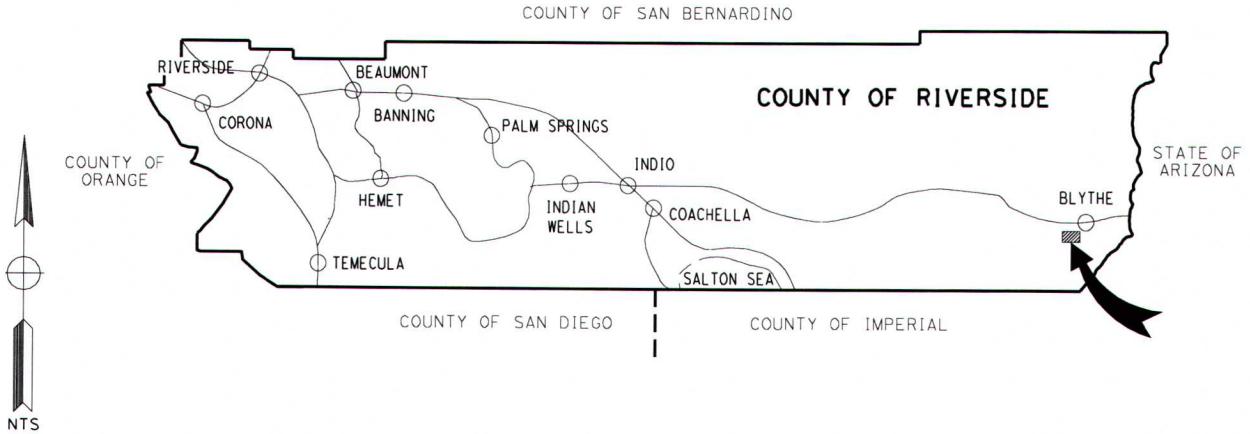 COUNTY OF SAN BERNARDINO
RIVERSIDE
BEAUMONT
COUNTY OF RIVERSIDE
CORONA
BANNING
PALM SPRINGS
COUNTY OF
ORANGE
STATE OF
ARIZONA
INDIO
HEMET
INDIAN
WELLS
COACHELLA
BLYTHE
TEMECULA
SALTON SEA
COUNTY OF SAN DIEGO
COUNTY OF IMPERIAL
NTS